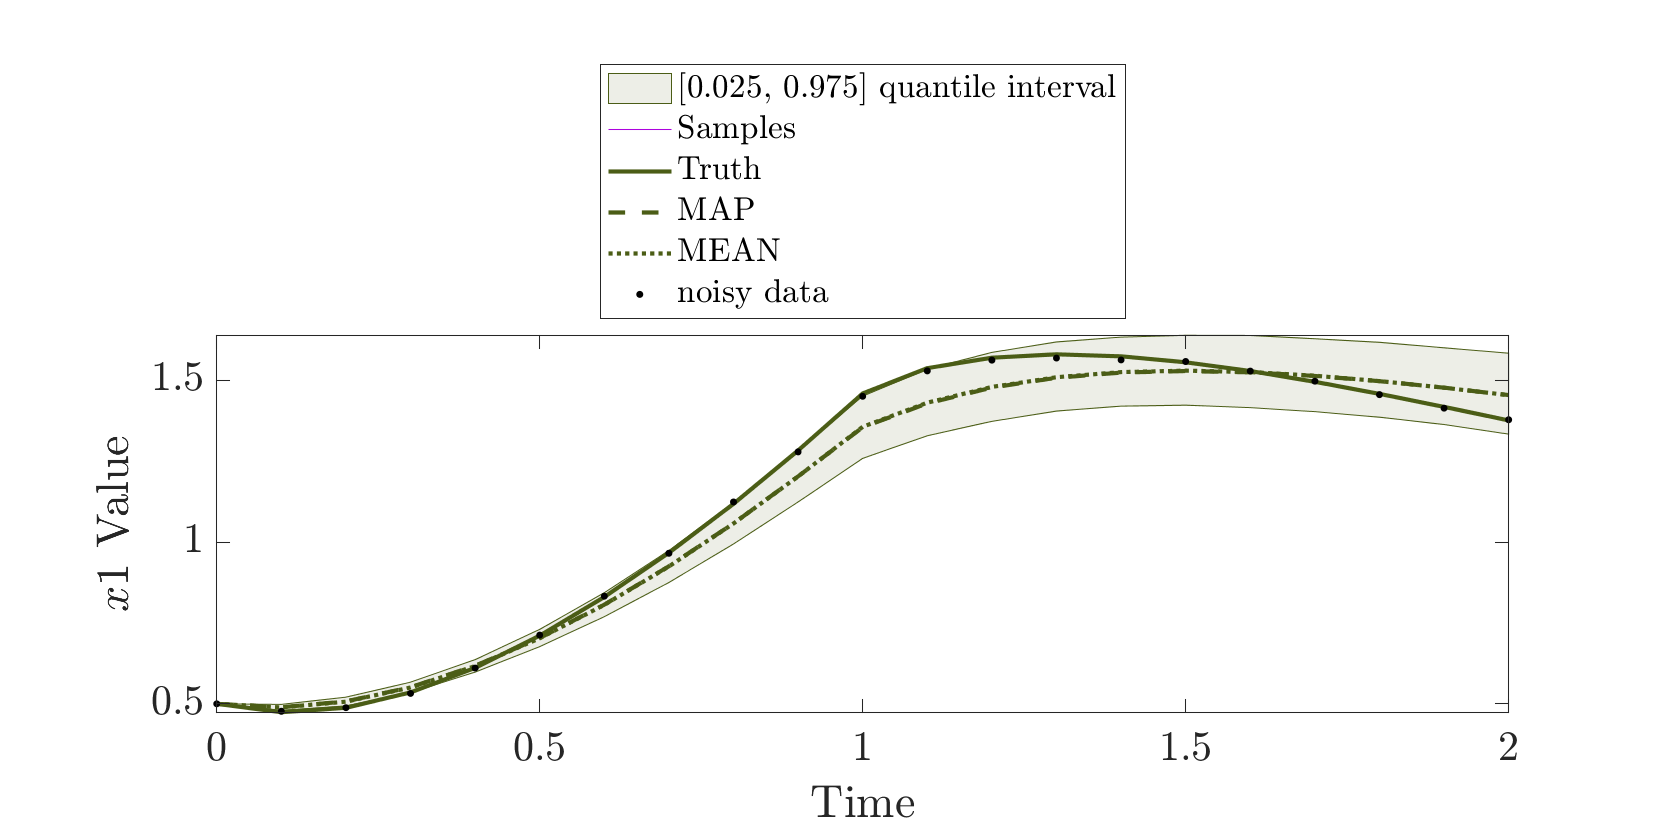 [0.025, 0.975] quantile interval
Samples
Truth
MAP
MEAN
noisy data
1.5
1
0.5
x1 Value
0 0.5 1 1.5 2
Time